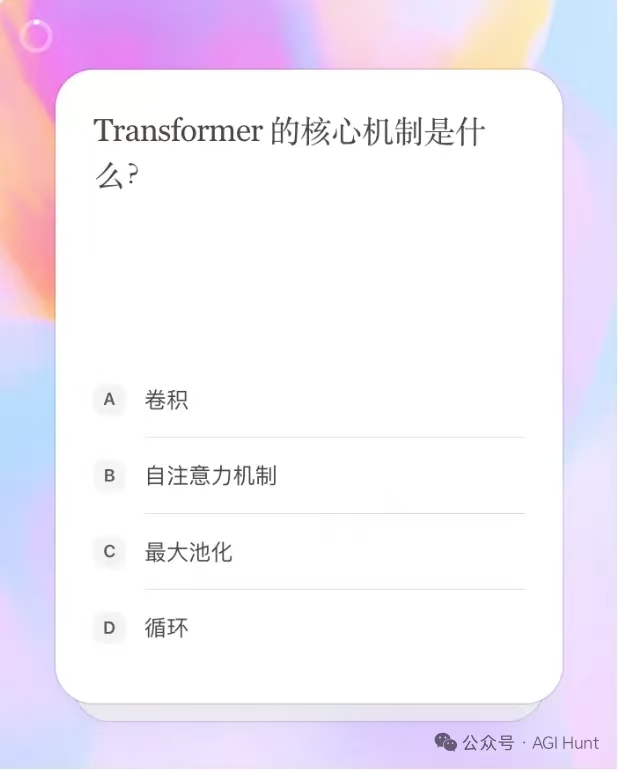 Transformer 的核心机制是什
么?
A 卷积
B 自注意力机制
C 最大池化
D 循环
公众号 · AGI Hunt